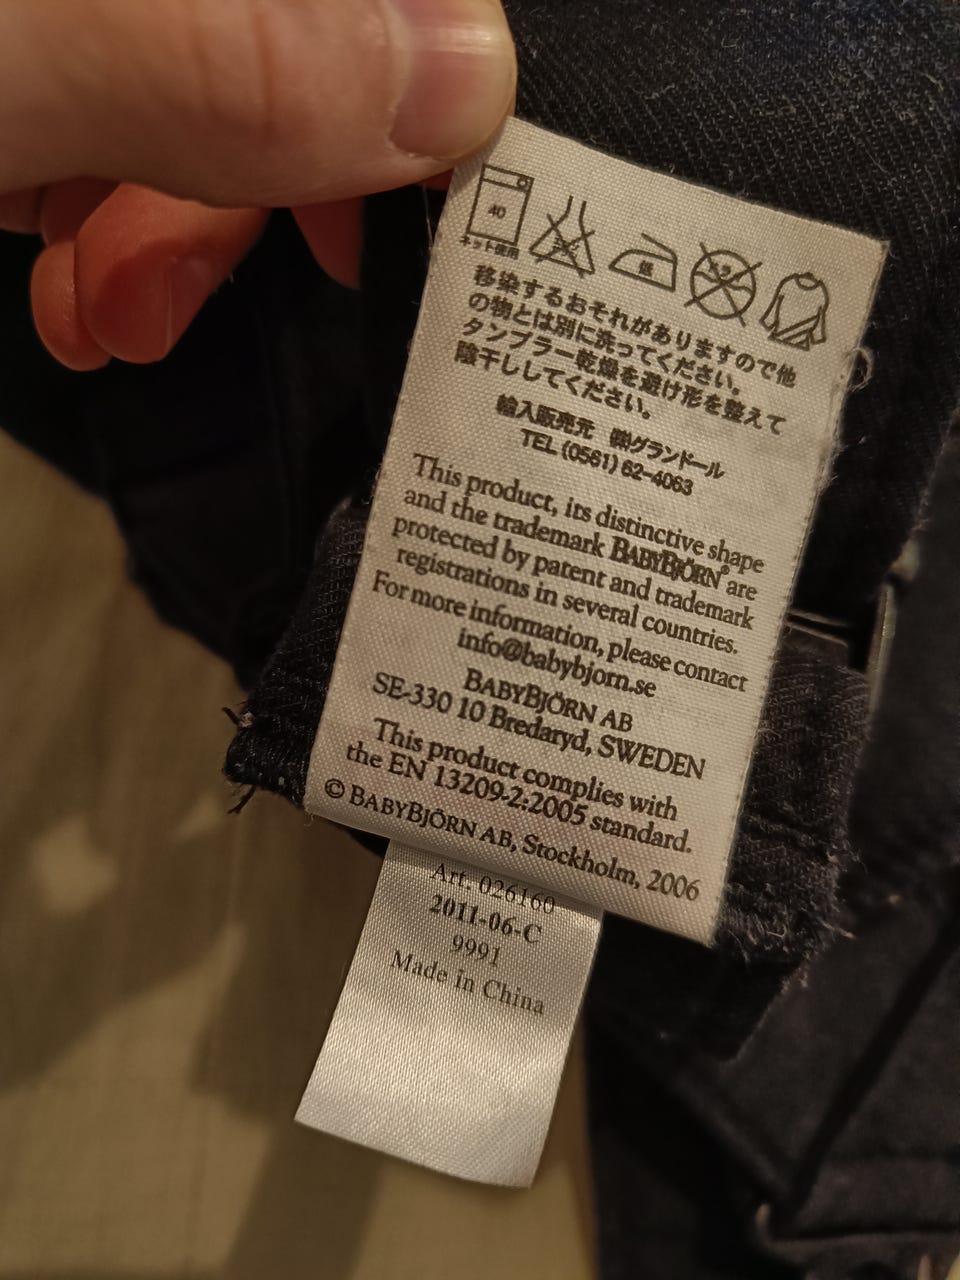 40
ネット使用
低
移染するおそれがありますので他
の物とは別に洗ってください。
タンブラー乾燥を避け形を整えて
陰干ししてください。
輸入販売元 ㈱グランドール
TEL (0561) 62-4063
This product, its distinctive shape
and the trademark BABYBJÖRN® are
protected by patent and trademark
registrations in several countries.
For more information, please contact
info@babybjorn.se
BABYBJÖRN AB
SE-330 10 Bredaryd, SWEDEN
This product complies with
the EN 13209-2:2005 standard.
© BABYBJÖRN AB, Stockholm, 2006
Art. 026160
2011-06-C
9991
Made in China